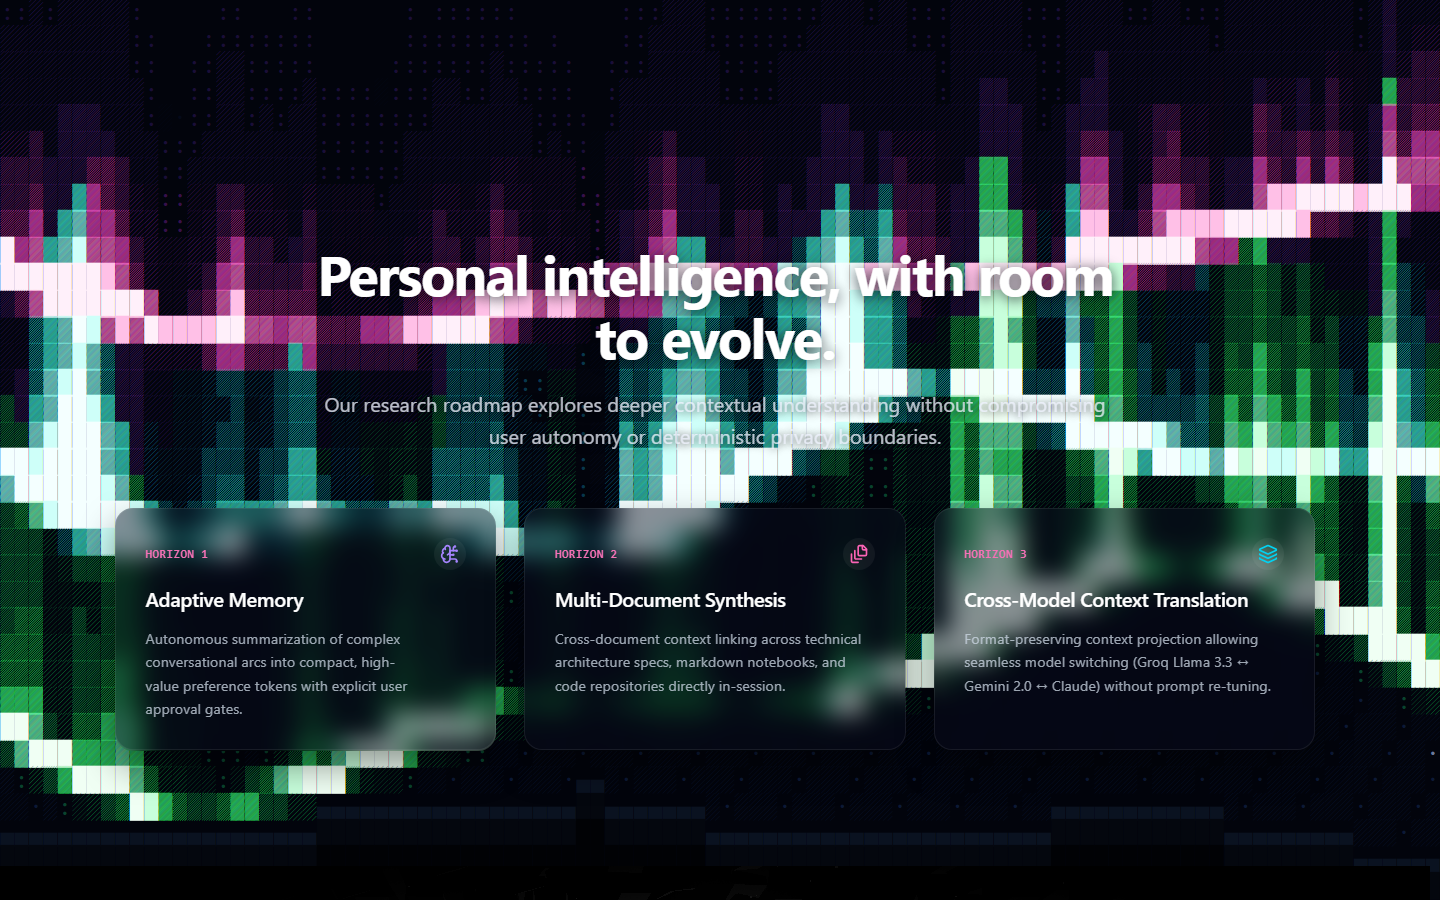 Personal intelligence, with room
to evolve.
Our research roadmap explores deeper contextual understanding without compromising
user autonomy or deterministic privacy boundaries.
HORIZON 1
Adaptive Memory
Autonomous summarization of complex
conversational arcs into compact, high-
value preference tokens with explicit user
approval gates.
HORIZON 2
Multi-Document Synthesis
Cross-document context linking across technical
architecture specs, markdown notebooks, and
code repositories directly in-session.
HORIZON 3
Cross-Model Context Translation
Format-preserving context projection allowing
seamless model switching (Groq Llama 3.3 ↔
Gemini 2.0 ↔ Claude) without prompt re-tuning.